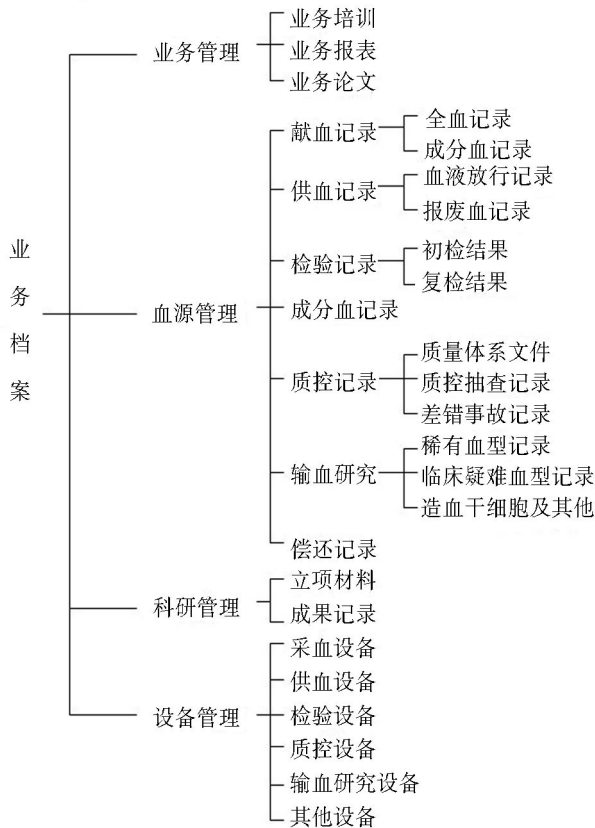 业务档案
业务管理
业务培训
业务报表
业务论文
血源管理
献血记录
全血记录
成分血记录
供血记录
血液放行记录
报废血记录
检验记录
初检结果
复检结果
成分血记录
质控记录
质量体系文件
质控抽查记录
差错事故记录
输血研究
稀有血型记录
临床疑难血型记录
造血干细胞及其他
偿还记录
科研管理
立项材料
成果记录
设备管理
采血设备
供血设备
检验设备
质控设备
输血研究设备
其他设备